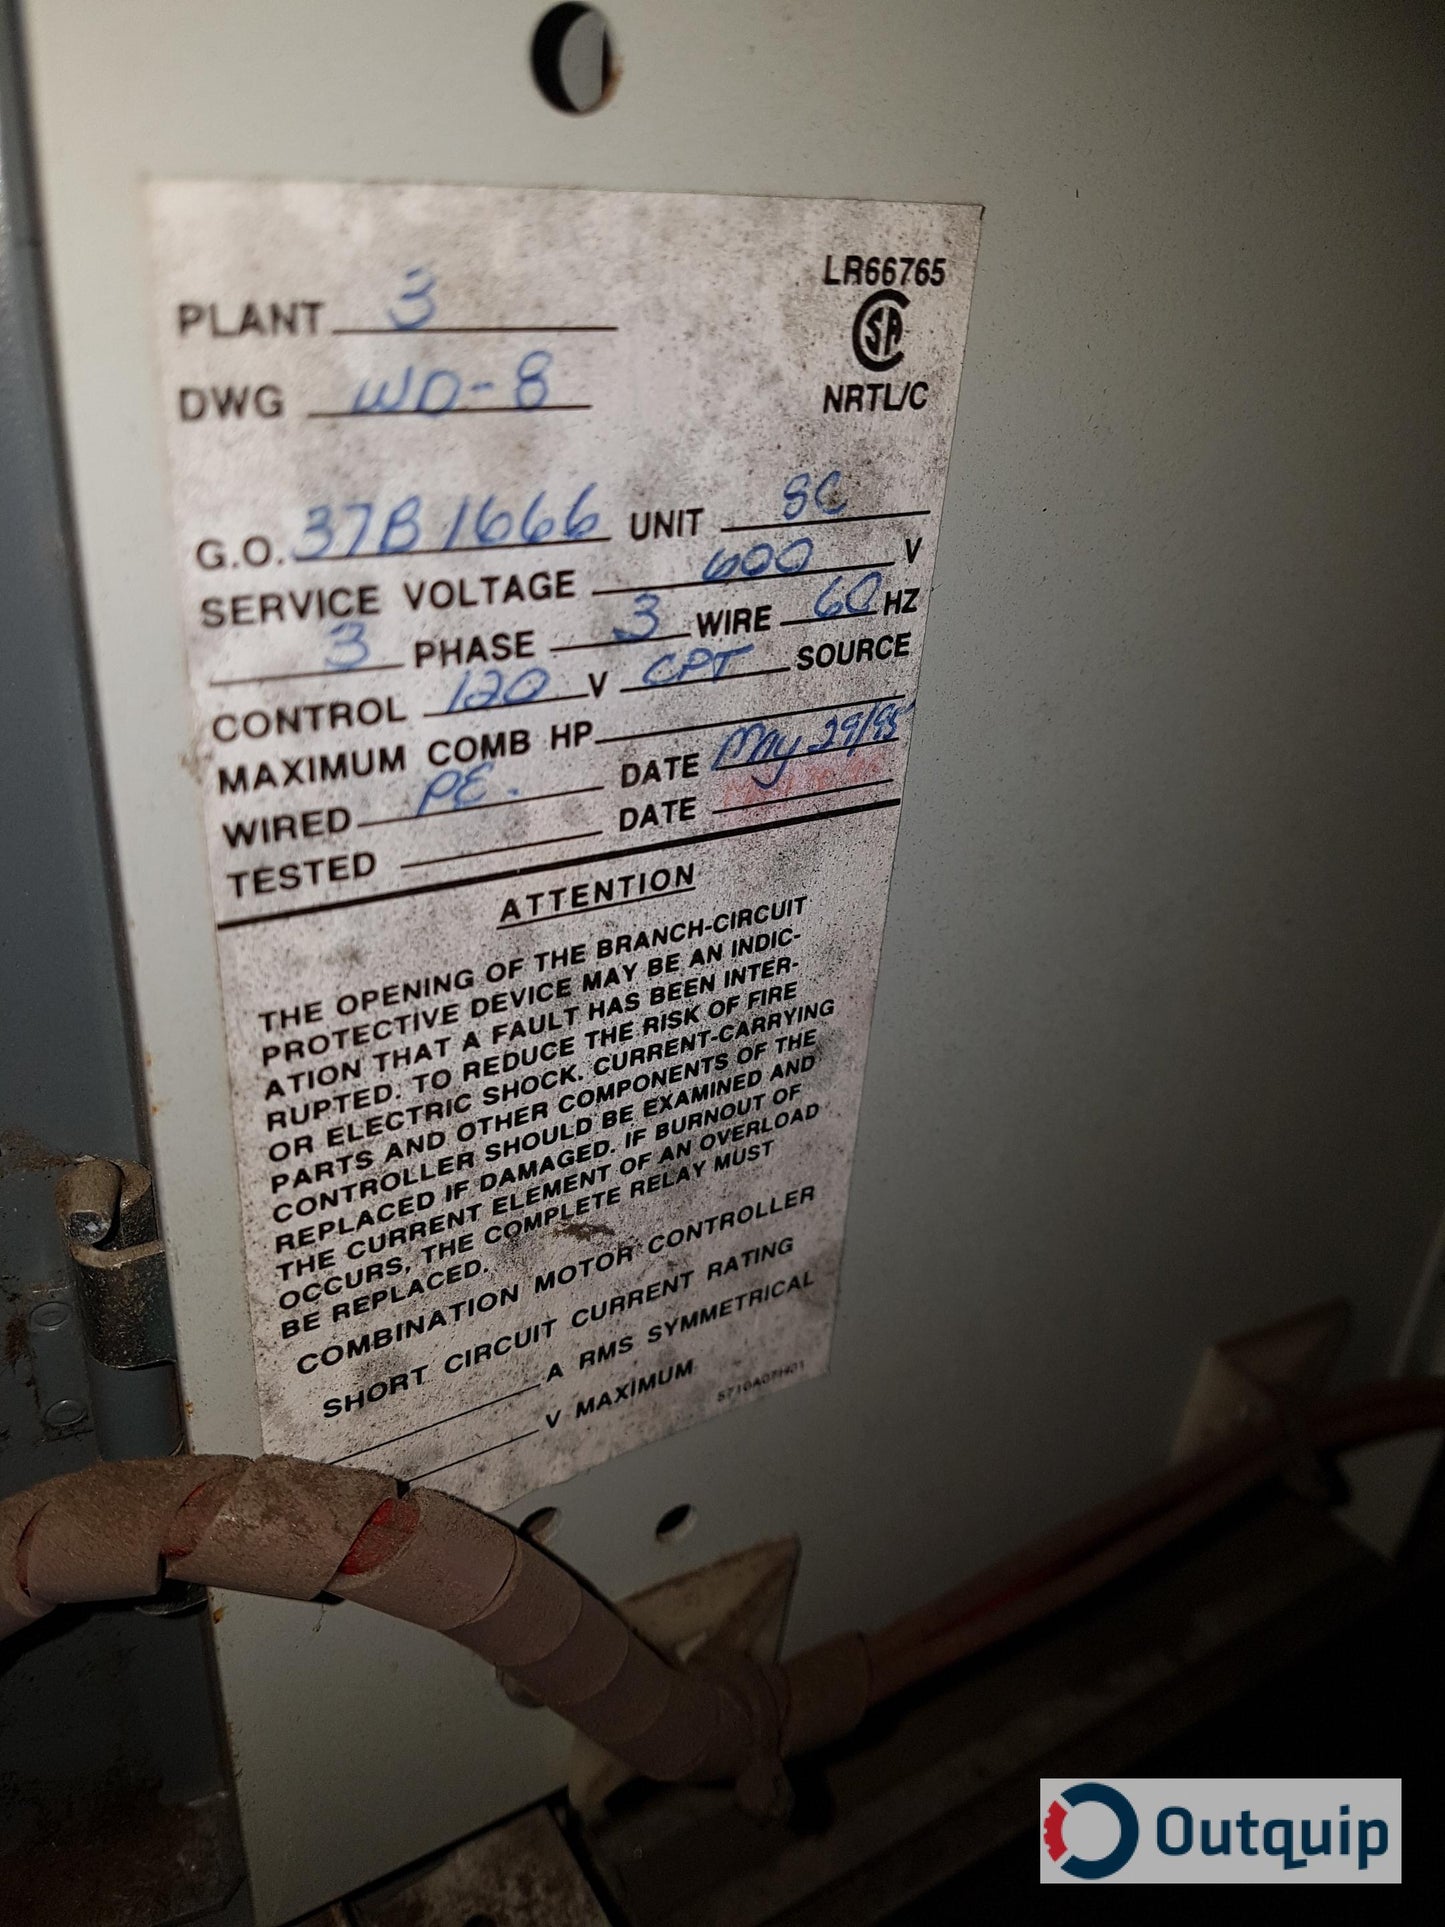 LR66765
PLANT 3
SA
DWG WD-8
NRTL/C
G.O. 37B1666 UNIT 8C
SERVICE VOLTAGE 600 V
3 PHASE 3 WIRE 60 HZ
CONTROL 120 V CPT SOURCE
MAXIMUM COMB HP
WIRED PE. DATE May 29/95
TESTED DATE
ATTENTION
THE OPENING OF THE BRANCH-CIRCUIT
PROTECTIVE DEVICE MAY BE AN INDIC-
ATION THAT A FAULT HAS BEEN INTER-
RUPTED. TO REDUCE THE RISK OF FIRE
OR ELECTRIC SHOCK. CURRENT-CARRYING
PARTS AND OTHER COMPONENTS OF THE
CONTROLLER SHOULD BE EXAMINED AND
REPLACED IF DAMAGED. IF BURNOUT OF
THE CURRENT ELEMENT OF AN OVERLOAD
OCCURS, THE COMPLETE RELAY MUST
BE REPLACED.
COMBINATION MOTOR CONTROLLER
SHORT CIRCUIT CURRENT RATING
A RMS SYMMETRICAL
V MAXIMUM
5710A07H01
Outquip